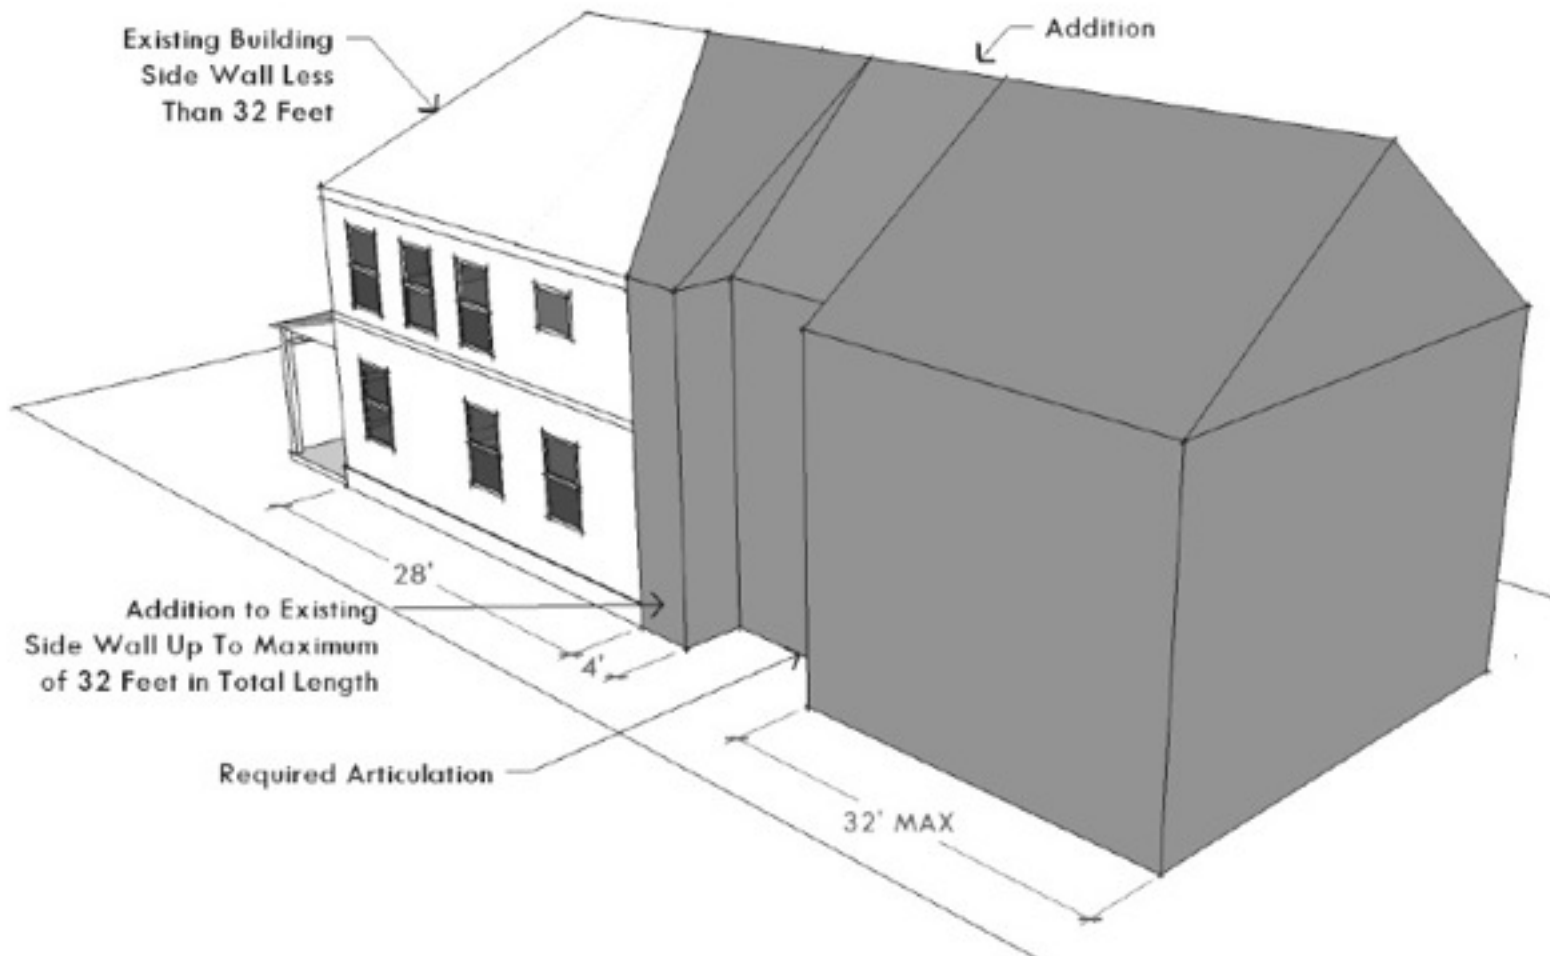 Existing Building
Side Wall Less
Than 32 Feet
Addition
28'
Addition to Existing
Side Wall Up To Maximum
of 32 Feet in Total Length
4'
Required Articulation
32' MAX